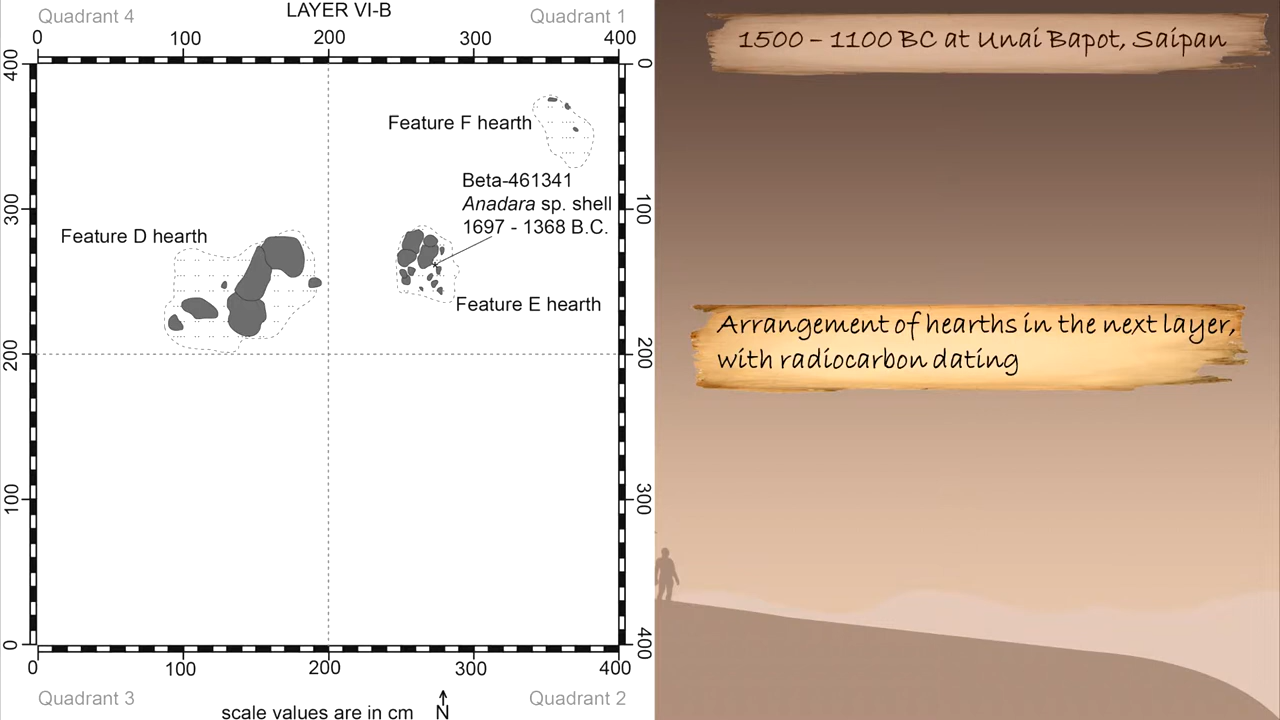 Quadrant 4
LAYER VI-B
Quadrant 1
0 100 200 300 400
400
0
Feature F hearth
Beta-461341
300
Anadara sp. shell
100
1697 - 1368 B.C.
Feature D hearth
Feature E hearth
200
200
100
300
0
400
0 100 200 300 400
Quadrant 3
Quadrant 2
scale values are in cm
N
1500 – 1100 BC at Unai Bapot, Saipan
Arrangement of hearths in the next layer,
with radiocarbon dating